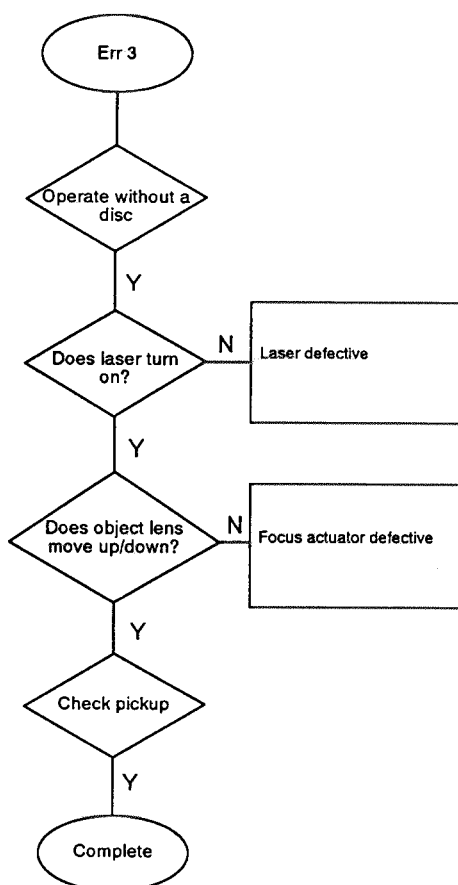 Err 3
Operate without a
disc
Y
Does laser turn
on?
N
Laser defective
Y
Does object lens
move up/down?
N
Focus actuator defective
Y
Check pickup
Y
Complete